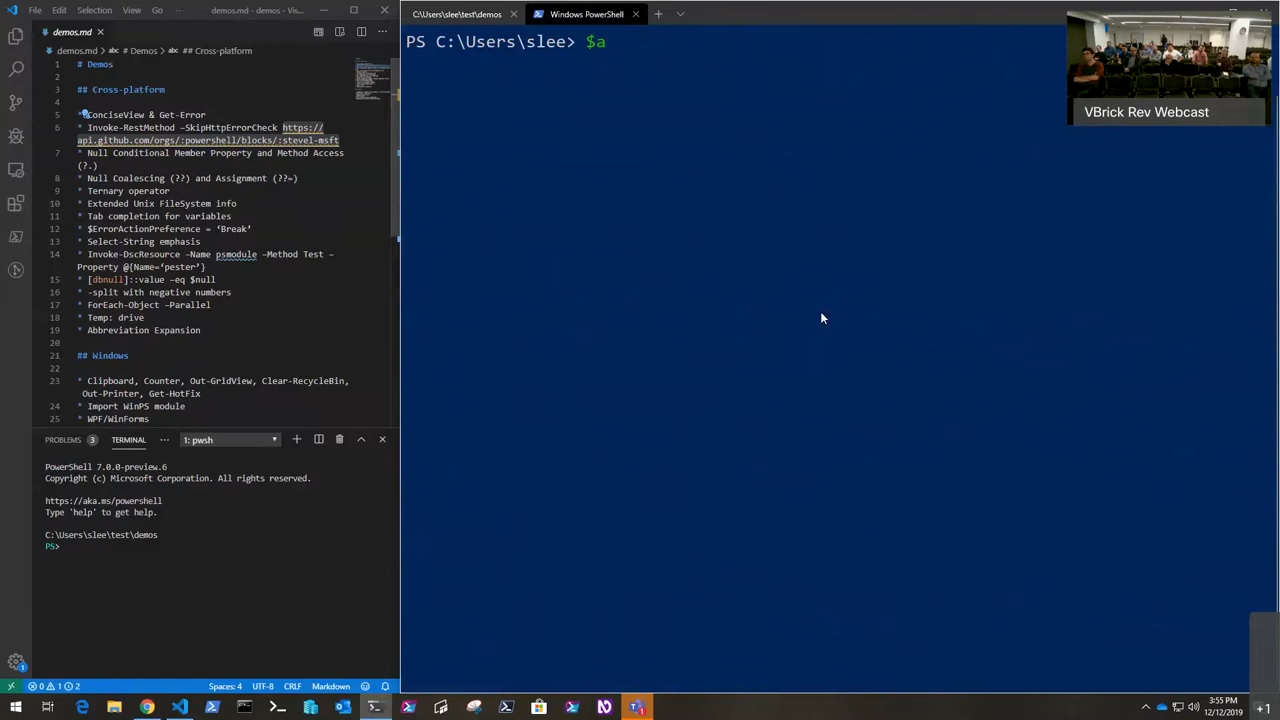 File Edit Selection View Go
demos.md - Vis...
C:\Users\slee\test\demos
Windows PowerShell
demos.md
demos.md > # Demos > ## Cross-platform
PS C:\Users\slee> $a
VBrick Rev Webcast
1 # Demos
2
3 ## Cross-platform
4
5 * ConciseView & Get-Error
6 * Invoke-RestMethod -SkipHttpErrorCheck https://
api.github.com/orgs/:powershell/blocks/:stevel-msft
7 * Null Conditional Member Property and Method Access
(?.)
8 * Null Coalescing (??) and Assignment (??=)
9 * Ternary operator
10 * Extended Unix FileSystem info
11 * Tab completion for variables
12 * $ErrorActionPreference = ‘Break’
13 * Select-String emphasis
14 * Invoke-DscResource -Name psmodule -Method Test –
Property @{Name=‘pester’}
15 * [dbnull]::value -eq $null
16 * -split with negative numbers
17 * ForEach-Object -Parallel
18 * Temp: drive
19 * Abbreviation Expansion
20
21 ## Windows
22
23 * Clipboard, Counter, Out-GridView, Clear-RecycleBin,
Out-Printer, Get-HotFix
24 * Import WinPS module
25 * WPF/WinForms
PROBLEMS 3 TERMINAL ... 1: pwsh
PowerShell 7.0.0-preview.6
Copyright (c) Microsoft Corporation. All rights reserved.
https://aka.ms/powershell
Type 'help' to get help.
C:\Users\slee\test\demos
PS>
0 1 2 Spaces: 4 UTF-8 CRLF Markdown
3:55 PM
12/12/2019
+1